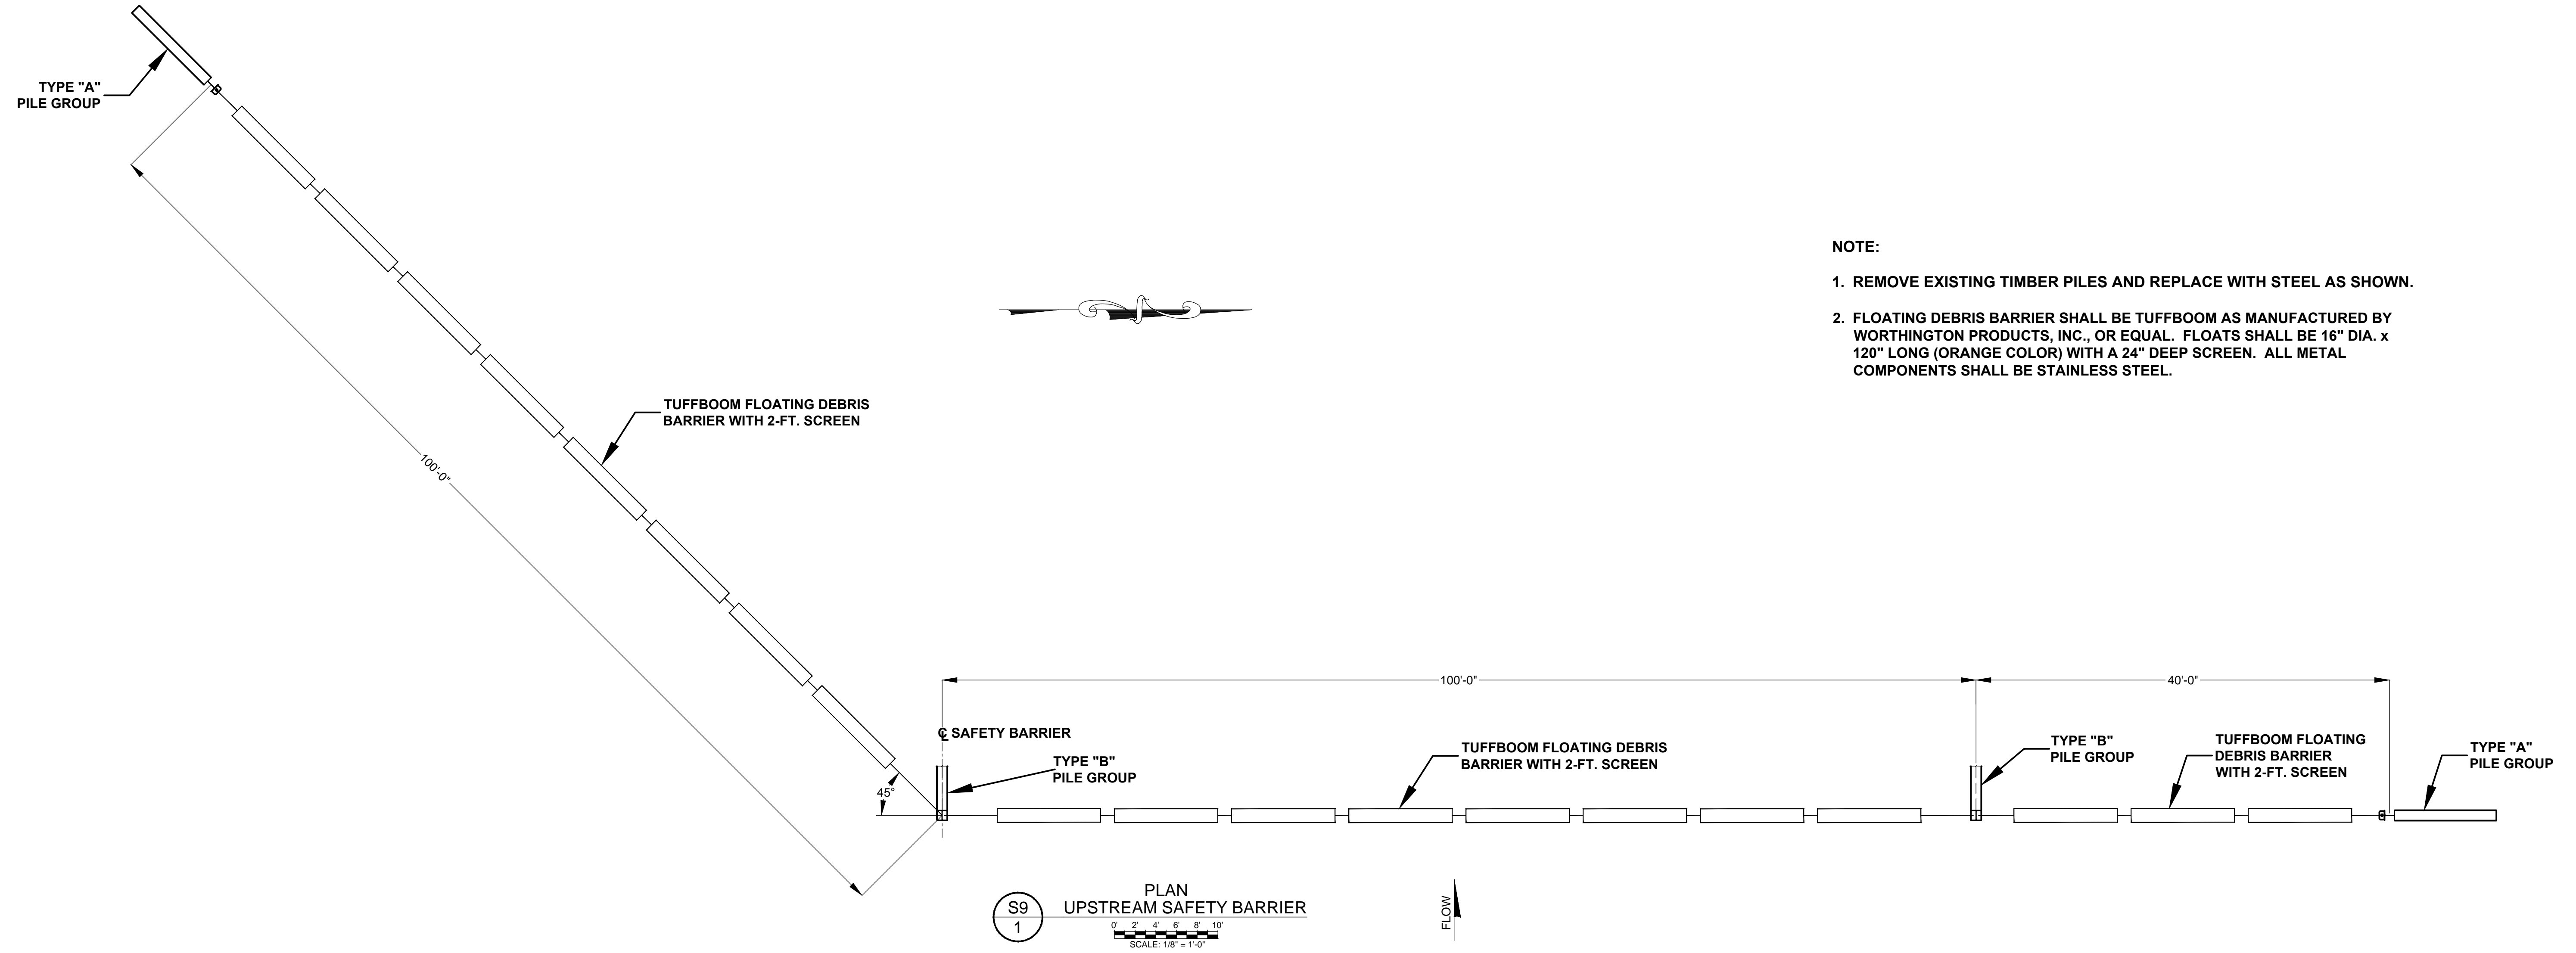 TYPE "A"
PILE GROUP
100'-0"
TUFFBOOM FLOATING DEBRIS
BARRIER WITH 2-FT. SCREEN
NOTE:
1. REMOVE EXISTING TIMBER PILES AND REPLACE WITH STEEL AS SHOWN.
2. FLOATING DEBRIS BARRIER SHALL BE TUFFBOOM AS MANUFACTURED BY
WORTHINGTON PRODUCTS, INC., OR EQUAL. FLOATS SHALL BE 16" DIA. x
120" LONG (ORANGE COLOR) WITH A 24" DEEP SCREEN. ALL METAL
COMPONENTS SHALL BE STAINLESS STEEL.
100'-0"
40'-0"
℄ SAFETY BARRIER
TYPE "B"
PILE GROUP
45°
TUFFBOOM FLOATING DEBRIS
BARRIER WITH 2-FT. SCREEN
TYPE "B"
PILE GROUP
TUFFBOOM FLOATING
DEBRIS BARRIER
WITH 2-FT. SCREEN
TYPE "A"
PILE GROUP
S9
1
PLAN
UPSTREAM SAFETY BARRIER
0' 2' 4' 6' 8' 10'
SCALE: 1/8" = 1'-0"
FLOW